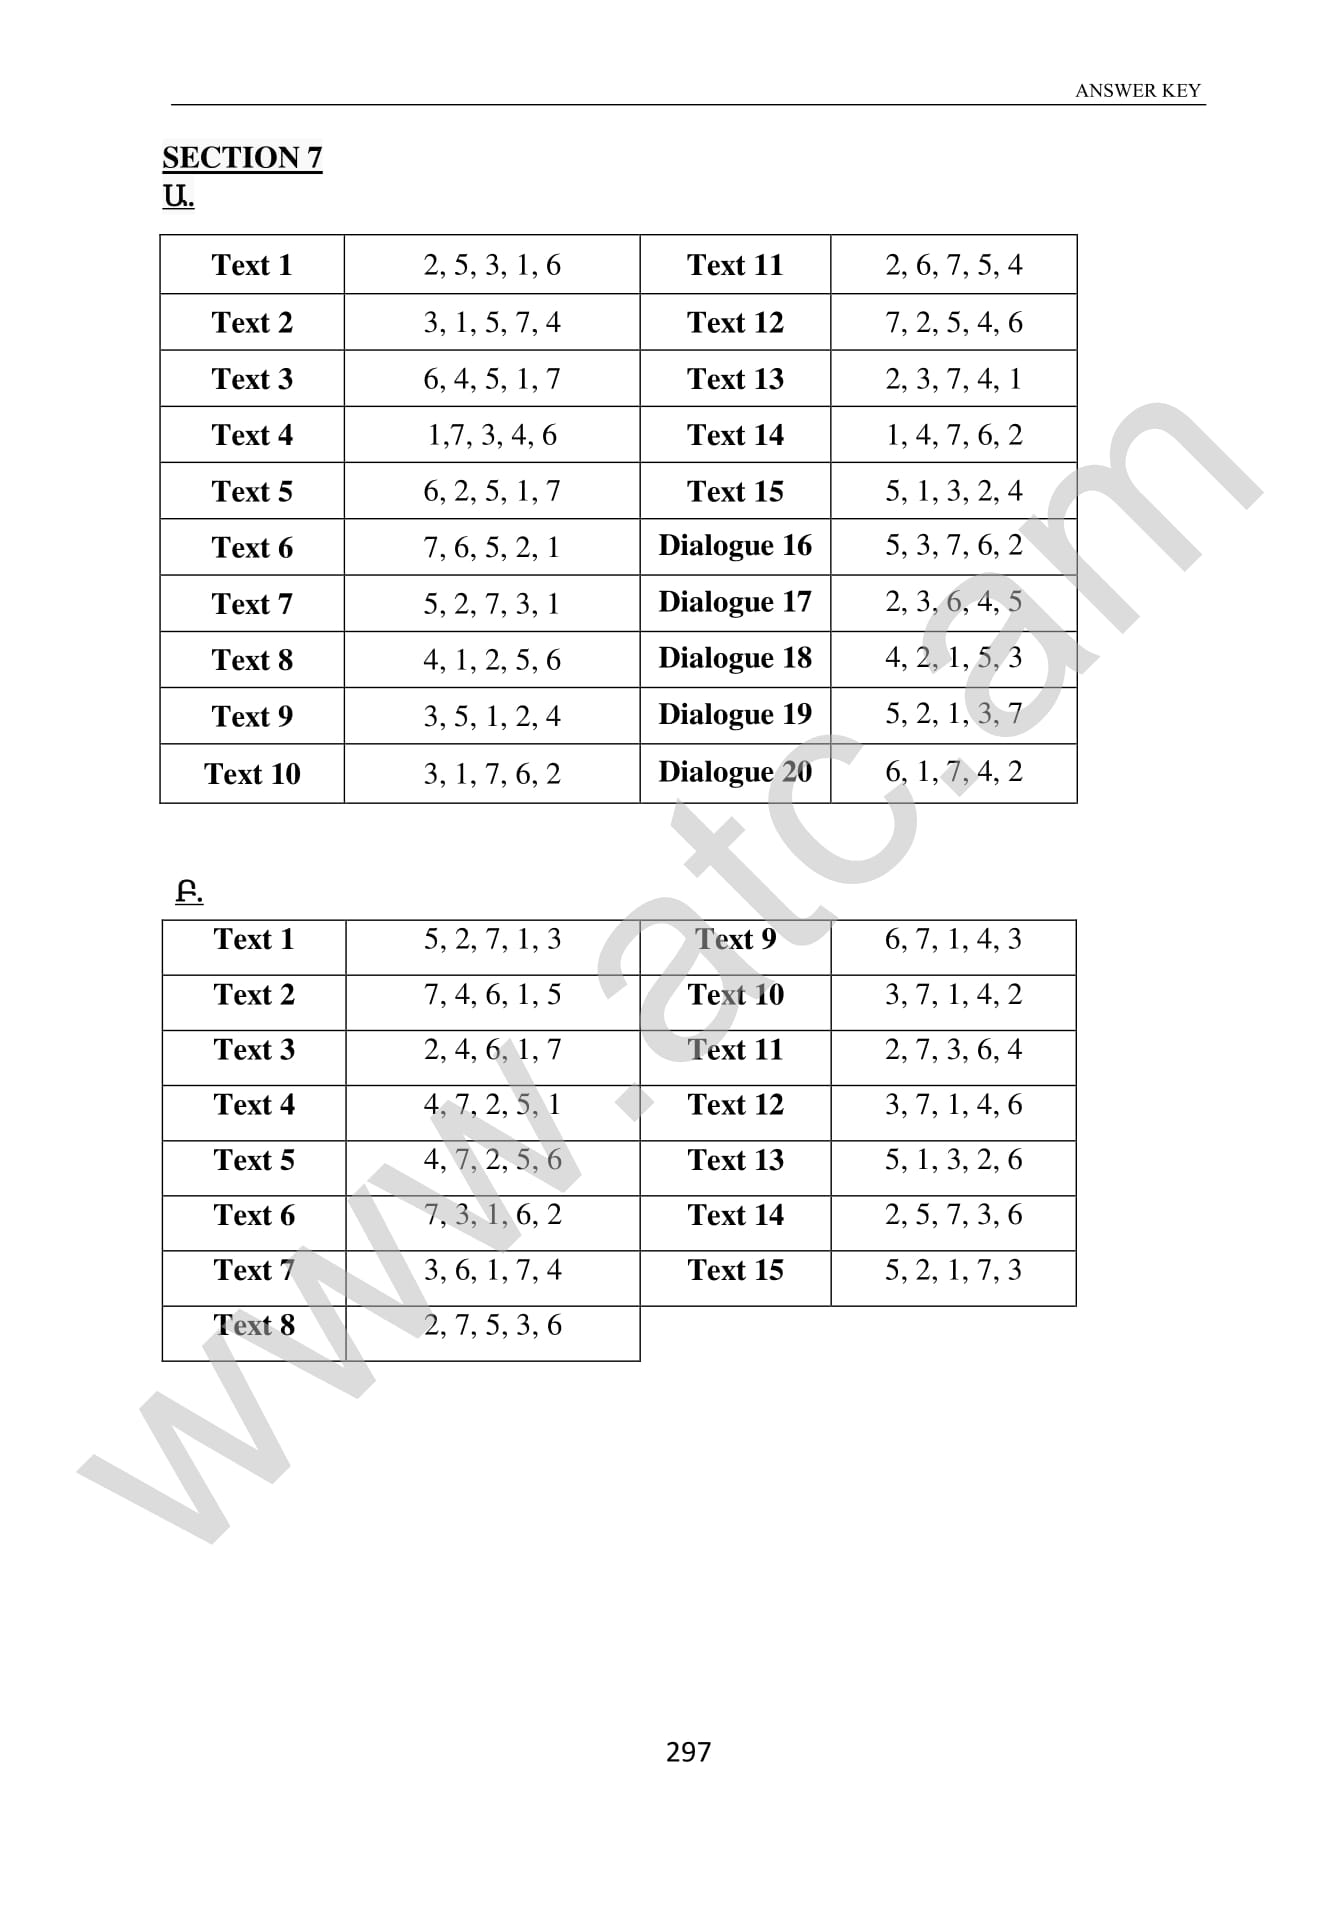 ANSWER KEY
SECTION 7
Ա.
Text 1 2, 5, 3, 1, 6 Text 11 2, 6, 7, 5, 4
Text 2 3, 1, 5, 7, 4 Text 12 7, 2, 5, 4, 6
Text 3 6, 4, 5, 1, 7 Text 13 2, 3, 7, 4, 1
Text 4 1,7, 3, 4, 6 Text 14 1, 4, 7, 6, 2
Text 5 6, 2, 5, 1, 7 Text 15 5, 1, 3, 2, 4
Text 6 7, 6, 5, 2, 1 Dialogue 16 5, 3, 7, 6, 2
Text 7 5, 2, 7, 3, 1 Dialogue 17 2, 3, 6, 4, 5
Text 8 4, 1, 2, 5, 6 Dialogue 18 4, 2, 1, 5, 3
Text 9 3, 5, 1, 2, 4 Dialogue 19 5, 2, 1, 3, 7
Text 10 3, 1, 7, 6, 2 Dialogue 20 6, 1, 7, 4, 2
Բ.
Text 1 5, 2, 7, 1, 3 Text 9 6, 7, 1, 4, 3
Text 2 7, 4, 6, 1, 5 Text 10 3, 7, 1, 4, 2
Text 3 2, 4, 6, 1, 7 Text 11 2, 7, 3, 6, 4
Text 4 4, 7, 2, 5, 1 Text 12 3, 7, 1, 4, 6
Text 5 4, 7, 2, 5, 6 Text 13 5, 1, 3, 2, 6
Text 6 7, 3, 1, 6, 2 Text 14 2, 5, 7, 3, 6
Text 7 3, 6, 1, 7, 4 Text 15 5, 2, 1, 7, 3
Text 8 2, 7, 5, 3, 6
297
www.atc.am